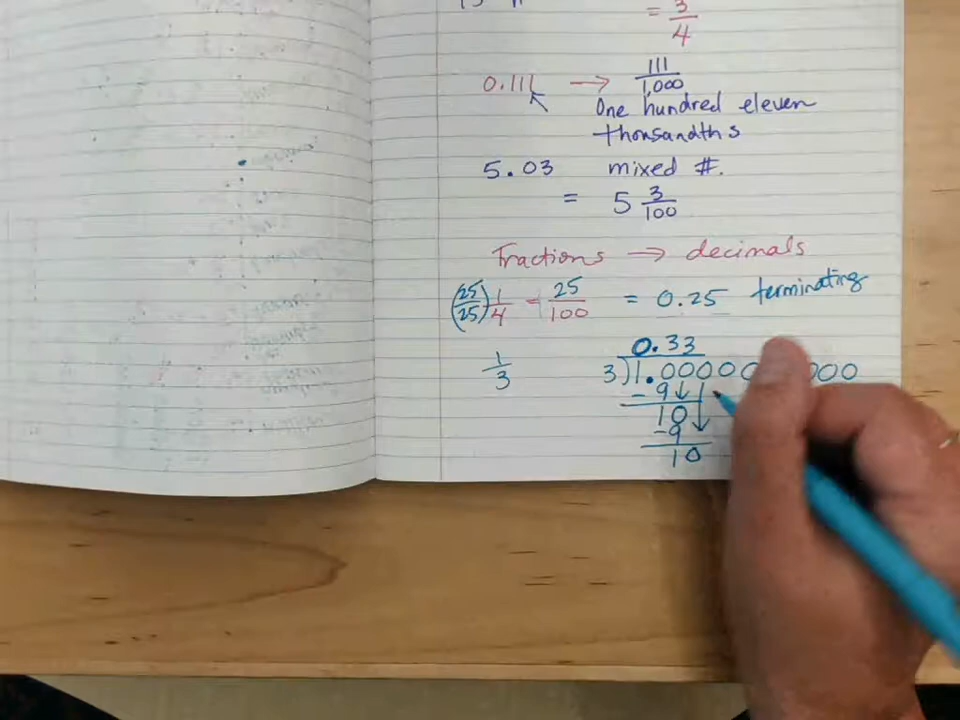 = 3/4
0.111 → 111/1,000
One hundred eleven
thousandths
5.03 mixed #.
= 5 3/100
Fractions → decimals
(25/25) 1/4 = 25/100 = 0.25 terminating
0.33
1/3 3)1.0000 000
-9
10
-9
10